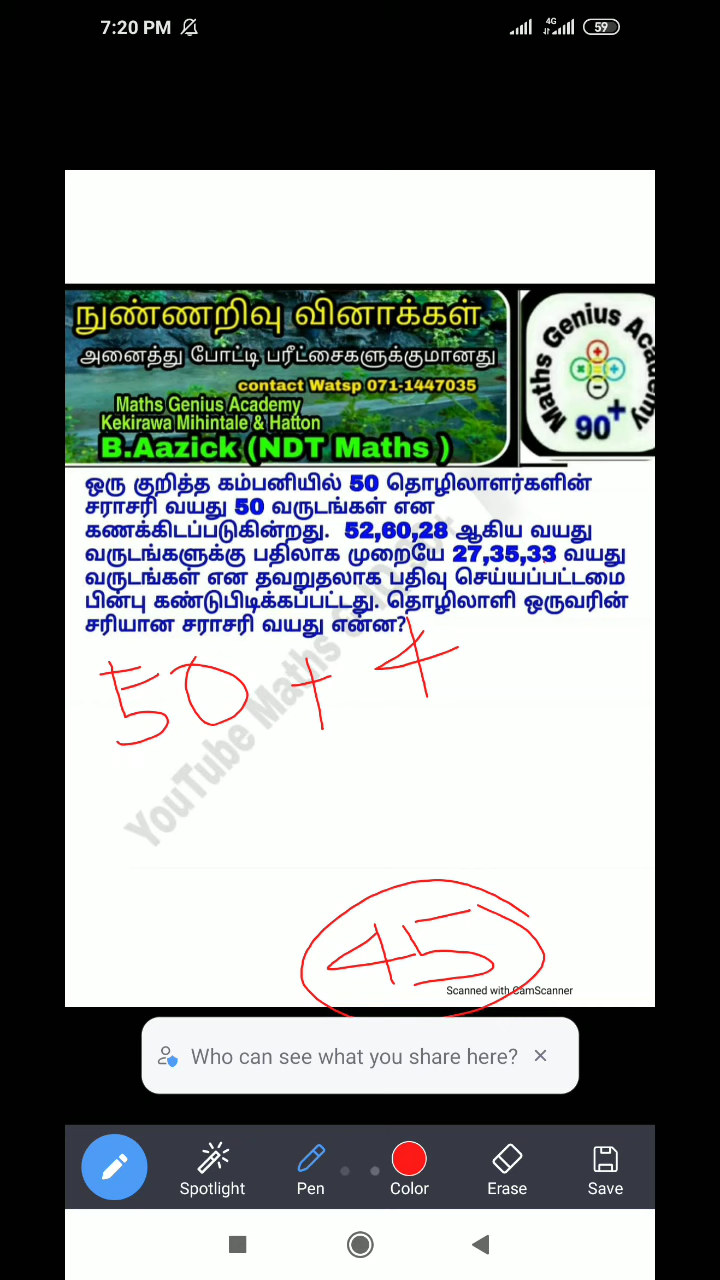 7:20 PM
4G
59
நுண்ணறிவு வினாக்கள்
அனைத்து போட்டி பரீட்சைகளுக்குமானது
contact Watsp 071-1447035
Maths Genius Academy
Kekirawa Mihintale & Hatton
B.Aazick (NDT Maths )
Maths Genius Academy
90+
ஒரு குறித்த கம்பனியில் 50 தொழிலாளர்களின்
சராசரி வயது 50 வருடங்கள் என
கணக்கிடப்படுகின்றது. 52,60,28 ஆகிய வயது
வருடங்களுக்கு பதிலாக முறையே 27,35,33 வயது
வருடங்கள் என தவறுதலாக பதிவு செய்யப்பட்டமை
பின்பு கண்டுபிடிக்கப்பட்டது. தொழிலாளி ஒருவரின்
சரியான சராசரி வயது என்ன?
50 + 4
YouTube Maths
45
Scanned with CamScanner
Who can see what you share here?
Spotlight
Pen
Color
Erase
Save